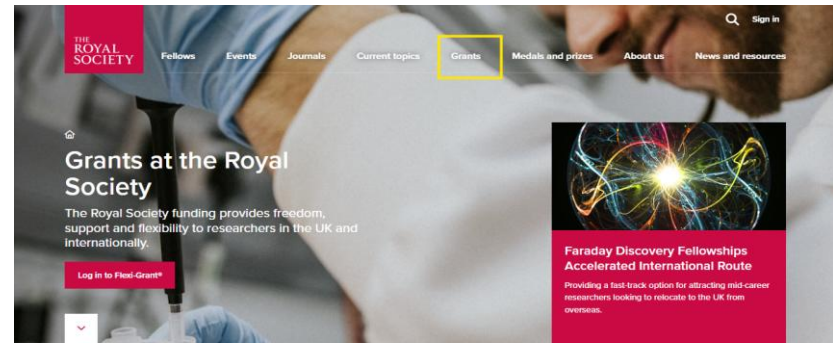 Sign in
THE
ROYAL
SOCIETY
Fellows Events Journals Current topics Grants Medals and prizes About us News and resources
Grants at the Royal
Society
The Royal Society funding provides freedom,
support and flexibility to researchers in the UK and
internationally.
Log in to Flexi-Grant®
Faraday Discovery Fellowships
Accelerated International Route
Providing a fast-track option for attracting mid-career
researchers looking to relocate to the UK from
overseas.